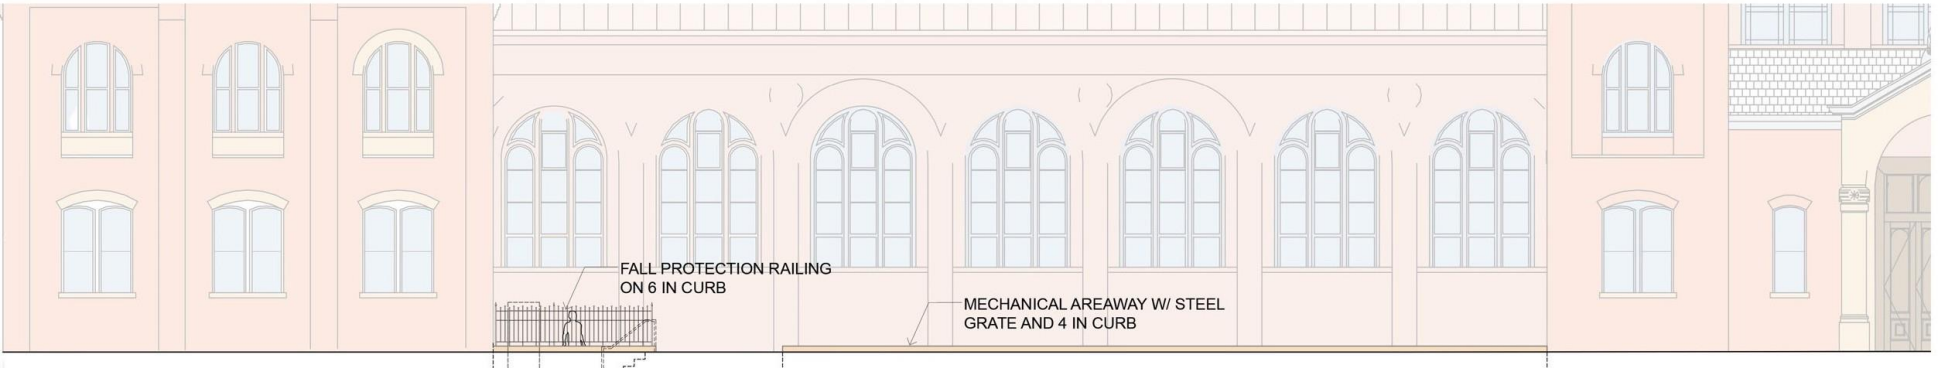 FALL PROTECTION RAILING
ON 6 IN CURB
MECHANICAL AREAWAY W/ STEEL
GRATE AND 4 IN CURB